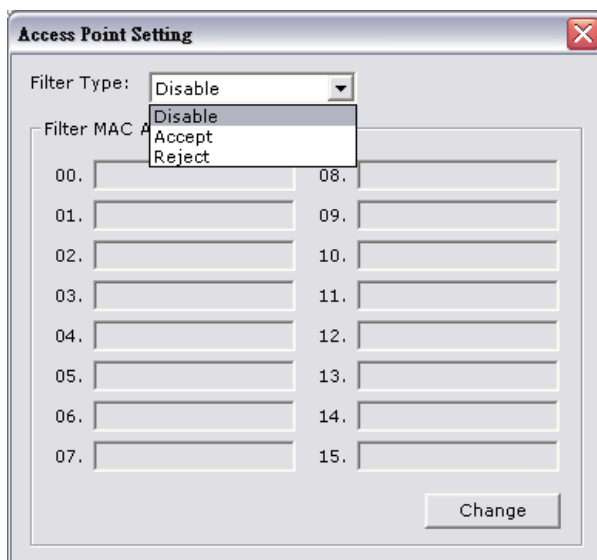 Access Point Setting
Filter Type: Disable
Disable
Accept
Reject
Filter MAC
00. 08.
01. 09.
02. 10.
03. 11.
04. 12.
05. 13.
06. 14.
07. 15.
Change